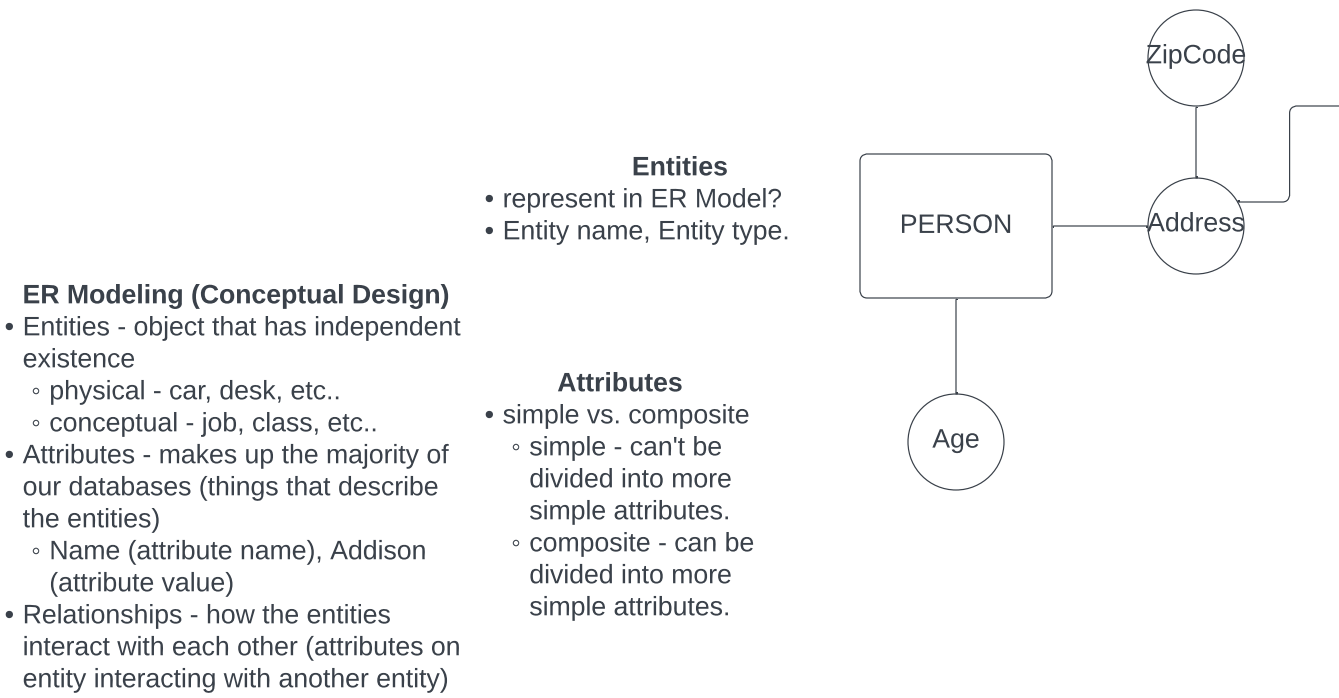 ER Modeling (Conceptual Design)
• Entities - object that has independent
existence
◦ physical - car, desk, etc..
◦ conceptual - job, class, etc..
• Attributes - makes up the majority of
our databases (things that describe
the entities)
◦ Name (attribute name), Addison
(attribute value)
• Relationships - how the entities
interact with each other (attributes on
entity interacting with another entity)
Entities
• represent in ER Model?
• Entity name, Entity type.
Attributes
• simple vs. composite
◦ simple - can't be
divided into more
simple attributes.
◦ composite - can be
divided into more
simple attributes.
ZipCode
PERSON
Address
Age